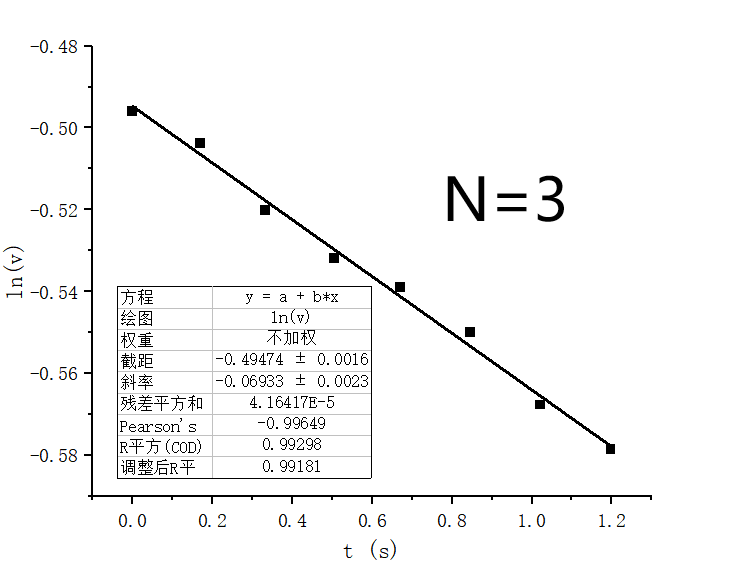 -0.48
-0.50
-0.52
-0.54
-0.56
-0.58
ln(v)
N=3
方程 y = a + b*x
绘图 ln(v)
权重 不加权
截距 -0.49474 ± 0.0016
斜率 -0.06933 ± 0.0023
残差平方和 4.16417E-5
Pearson's -0.99649
R平方(COD) 0.99298
调整后R平 0.99181
0.0 0.2 0.4 0.6 0.8 1.0 1.2
t (s)